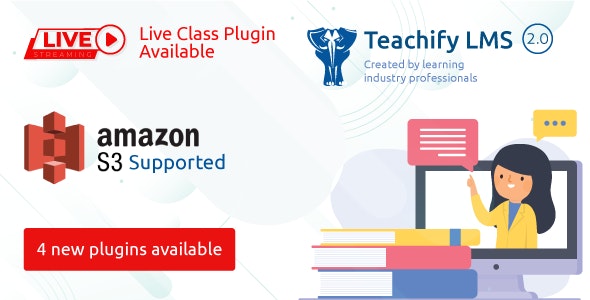 LIVE
STREAMING
Live Class Plugin
Available
Teachify LMS 2.0
Created by learning
industry professionals
amazon
S3 Supported
4 new plugins available